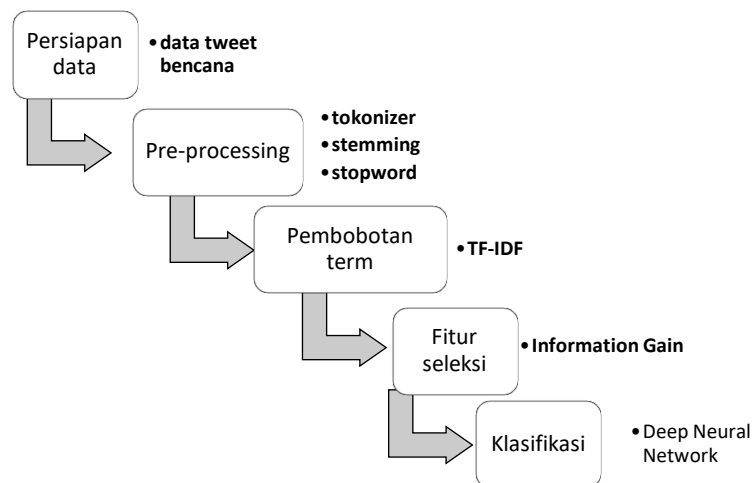 Persiapan
data
• data tweet
bencana
Pre-processing
• tokonizer
• stemming
• stopword
Pembobotan
term
• TF-IDF
Fitur
seleksi
• Information Gain
Klasifikasi
• Deep Neural
Network